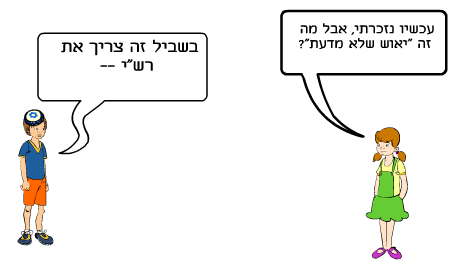 עכשיו נזכרתי, אבל מה
זה "יאוש שלא מדעת"?
בשביל זה צריך את
רש"י --